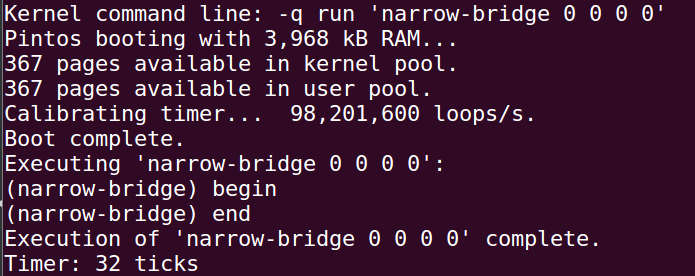 Kernel command line: -q run 'narrow-bridge 0 0 0 0'
Pintos booting with 3,968 kB RAM...
367 pages available in kernel pool.
367 pages available in user pool.
Calibrating timer...  98,201,600 loops/s.
Boot complete.
Executing 'narrow-bridge 0 0 0 0':
(narrow-bridge) begin
(narrow-bridge) end
Execution of 'narrow-bridge 0 0 0 0' complete.
Timer: 32 ticks